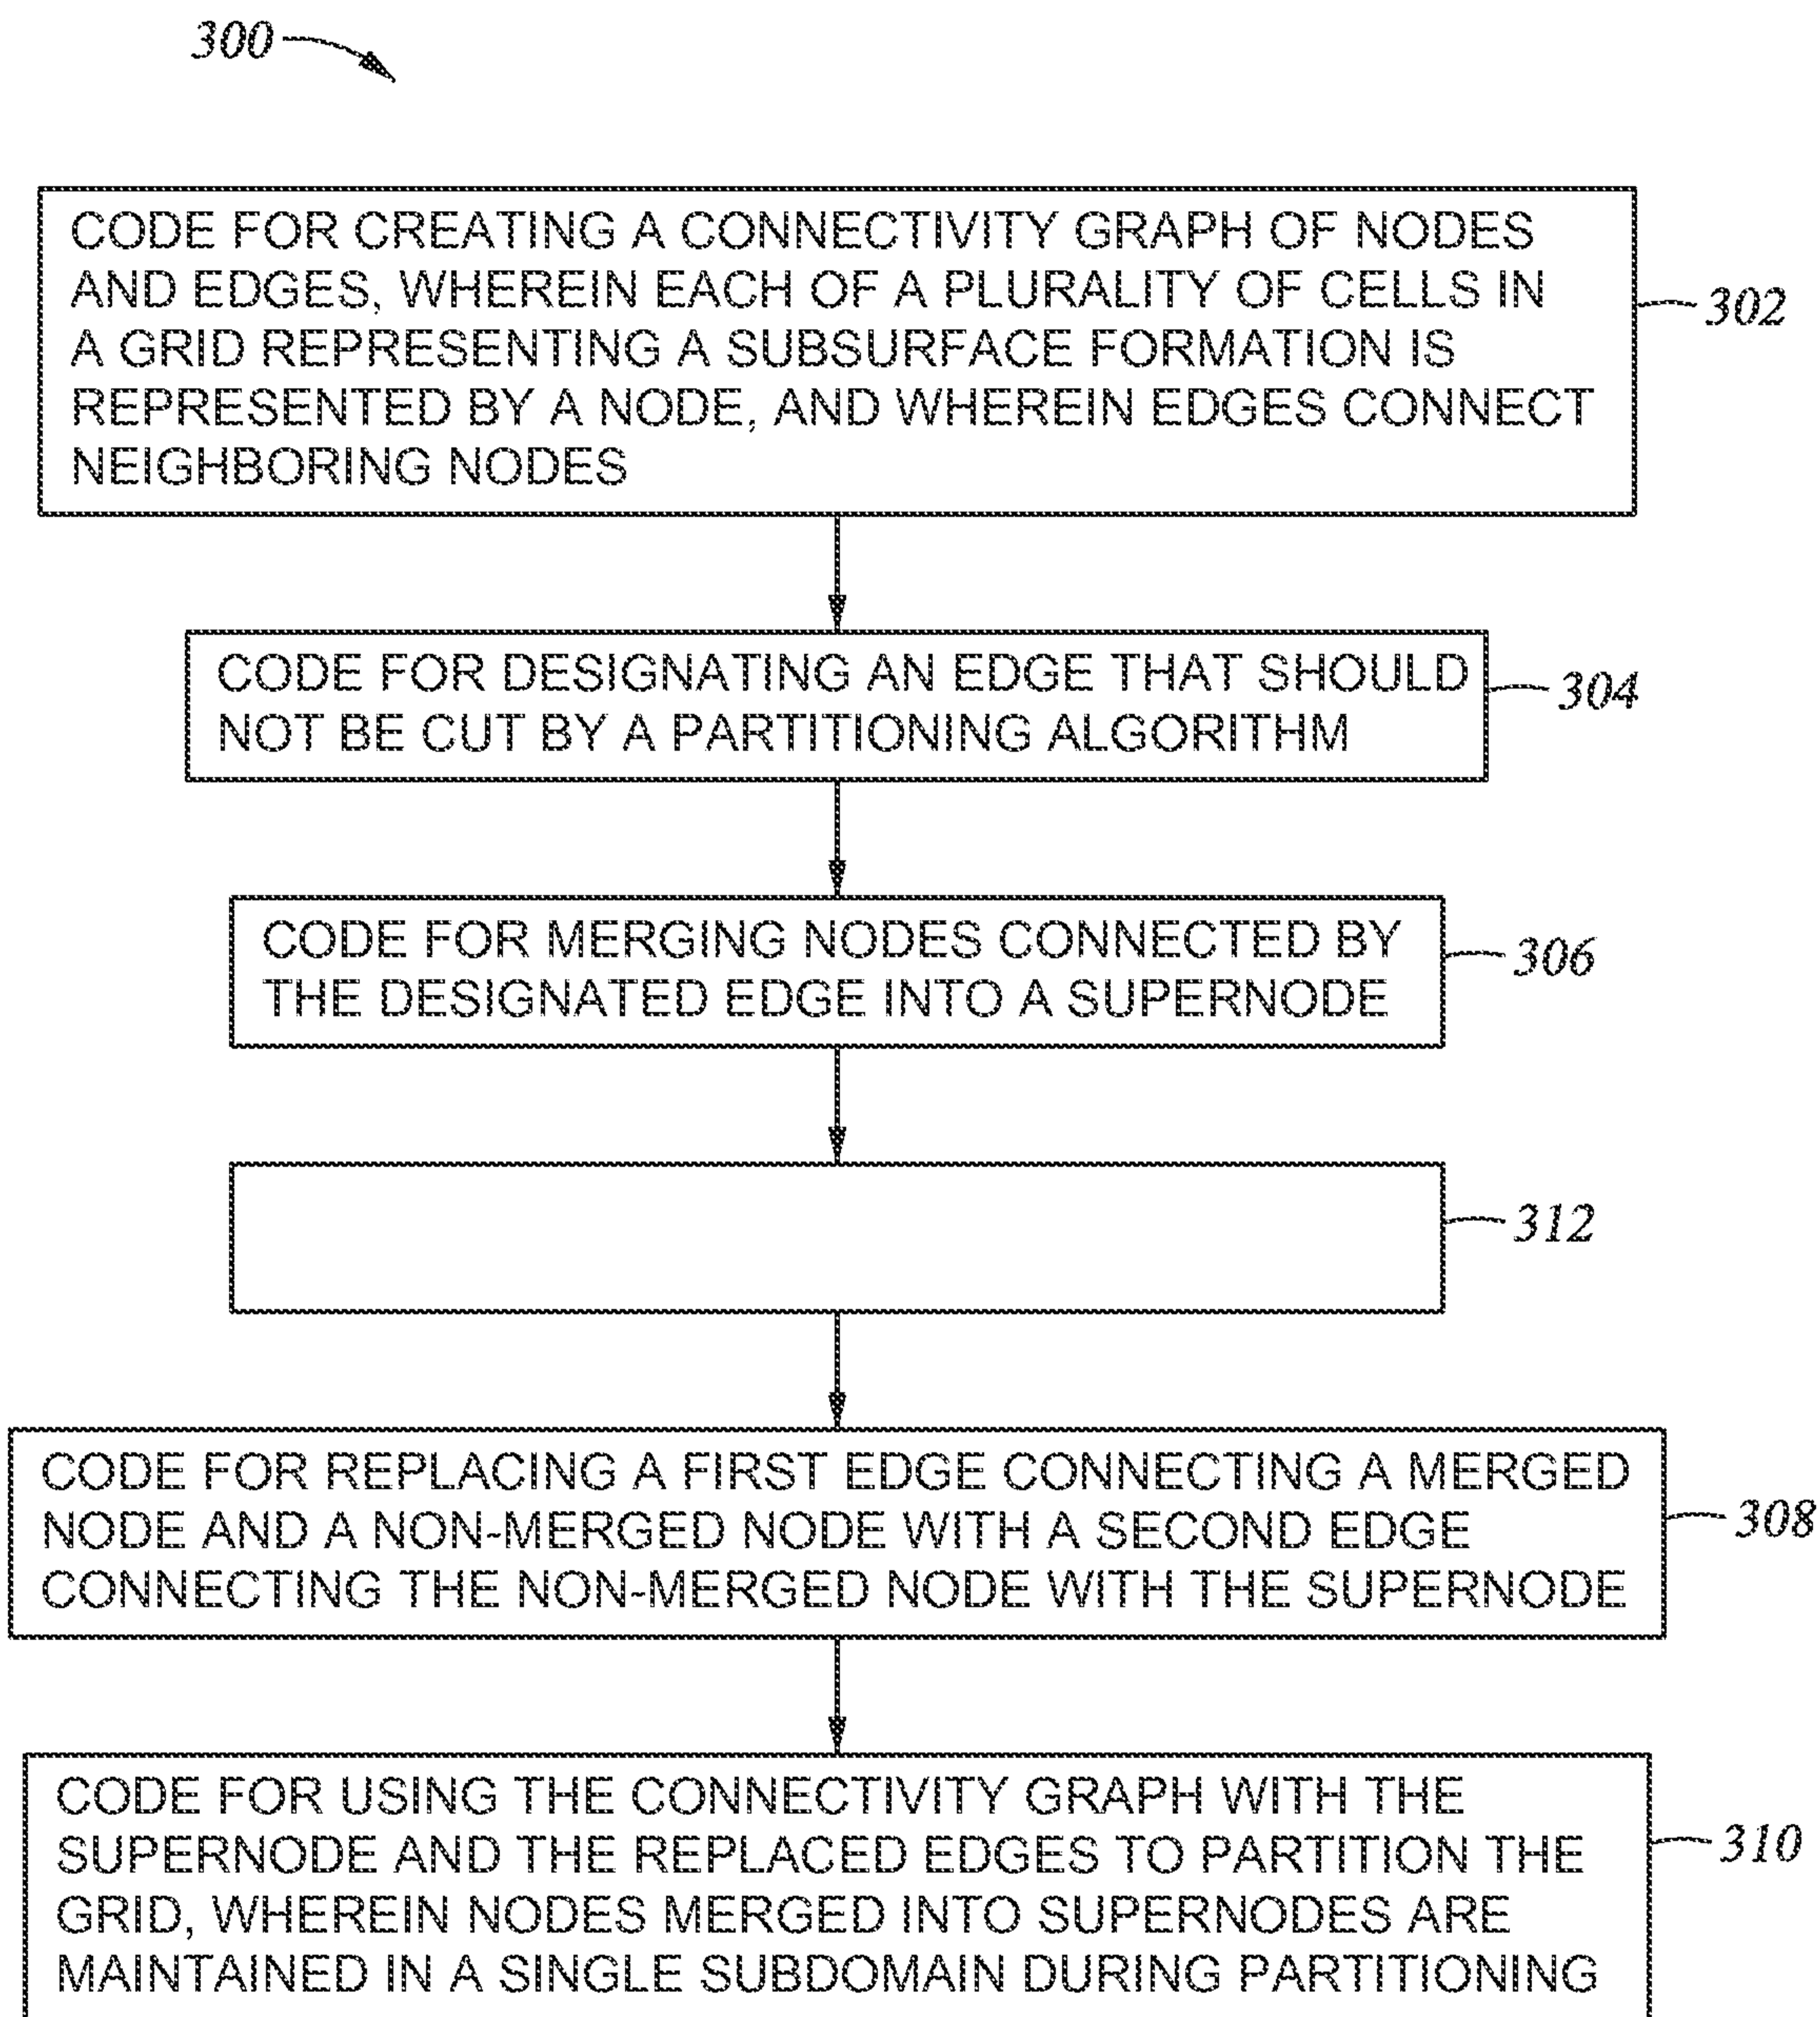 300
CODE FOR CREATING A CONNECTIVITY GRAPH OF NODES
AND EDGES, WHEREIN EACH OF A PLURALITY OF CELLS IN
A GRID REPRESENTING A SUBSURFACE FORMATION IS
REPRESENTED BY A NODE, AND WHEREIN EDGES CONNECT
NEIGHBORING NODES
302
CODE FOR DESIGNATING AN EDGE THAT SHOULD
NOT BE CUT BY A PARTITIONING ALGORITHM
304
CODE FOR MERGING NODES CONNECTED BY
THE DESIGNATED EDGE INTO A SUPERNODE
306
312
CODE FOR REPLACING A FIRST EDGE CONNECTING A MERGED
NODE AND A NON-MERGED NODE WITH A SECOND EDGE
CONNECTING THE NON-MERGED NODE WITH THE SUPERNODE
308
CODE FOR USING THE CONNECTIVITY GRAPH WITH THE
SUPERNODE AND THE REPLACED EDGES TO PARTITION THE
GRID, WHEREIN NODES MERGED INTO SUPERNODES ARE
MAINTAINED IN A SINGLE SUBDOMAIN DURING PARTITIONING
310